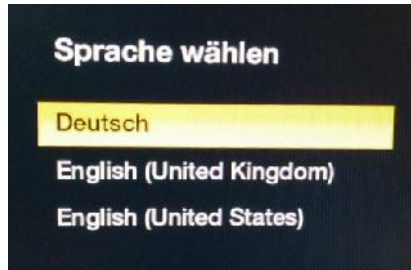 Sprache wählen
Deutsch
English (United Kingdom)
English (United States)